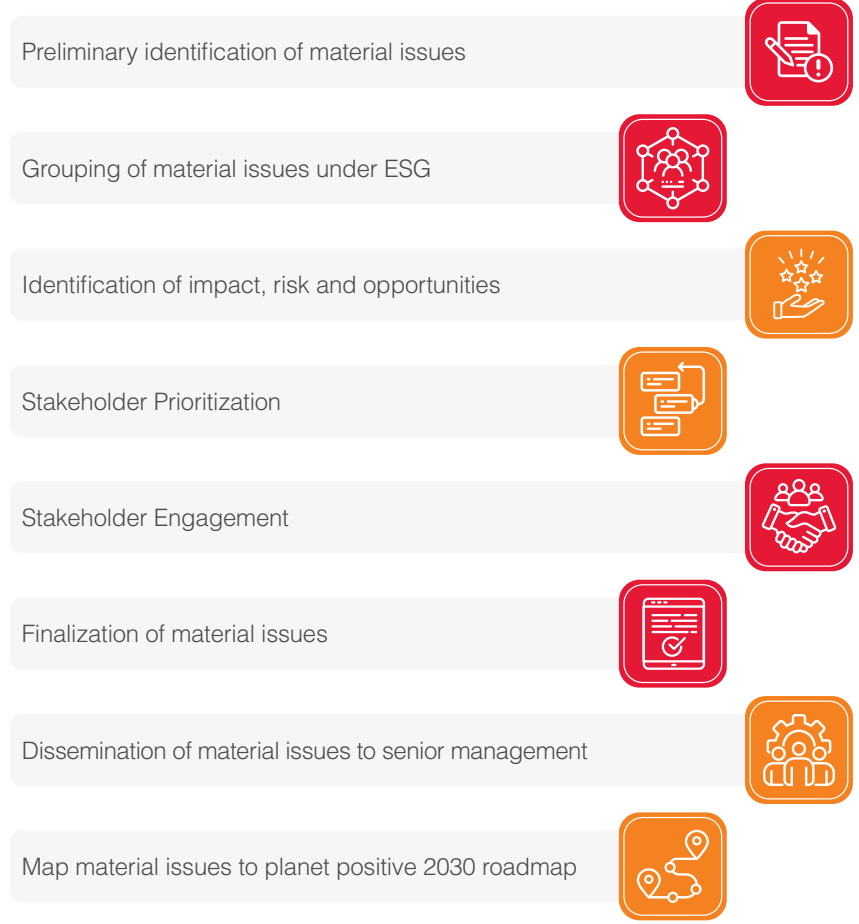 Preliminary identification of material issues
Grouping of material issues under ESG
Identification of impact, risk and opportunities
Stakeholder Prioritization
Stakeholder Engagement
Finalization of material issues
Dissemination of material issues to senior management
Map material issues to planet positive 2030 roadmap